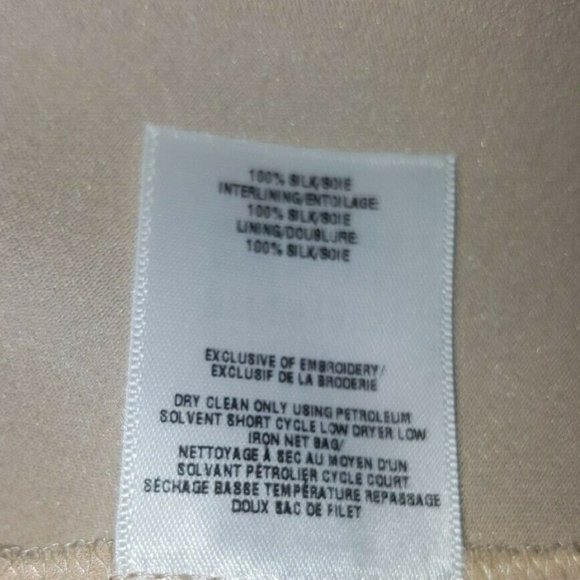 100% SILK/SOIE
INTERLINING/ENTOILAGE:
100% SILK/SOIE
LINING/DOUBLURE:
100% SILK/SOIE
EXCLUSIVE OF EMBROIDERY/
EXCLUSIF DE LA BRODERIE
DRY CLEAN ONLY USING PETROLEUM
SOLVENT SHORT CYCLE LOW DRYER LOW
IRON NET BAG/
NETTOYAGE À SEC AU MOYEN D'UN
SOLVANT PÉTROLIER CYCLE COURT
SÉCHAGE BASSE TEMPÉRATURE REPASSAGE
DOUX SAC DE FILET